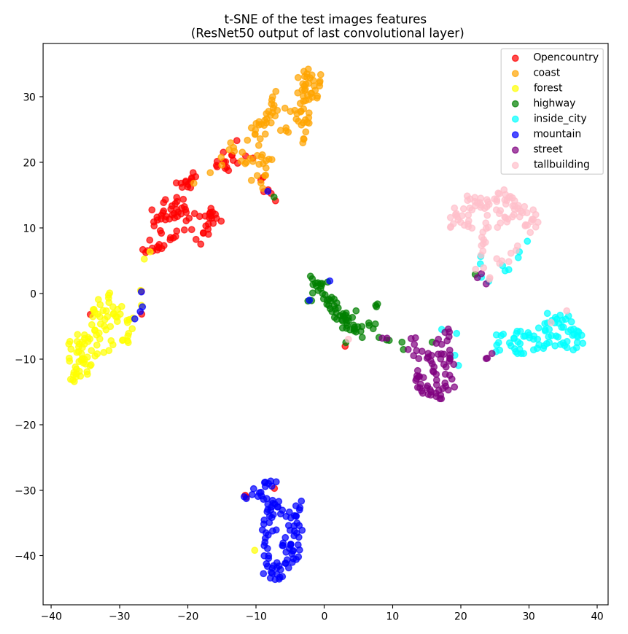 t-SNE of the test images features
(ResNet50 output of last convolutional layer)
Opencountry
coast
forest
highway
inside_city
mountain
street
tallbuilding
30
20
10
0
−10
−20
−30
−40
−40 −30 −20 −10 0 10 20 30 40